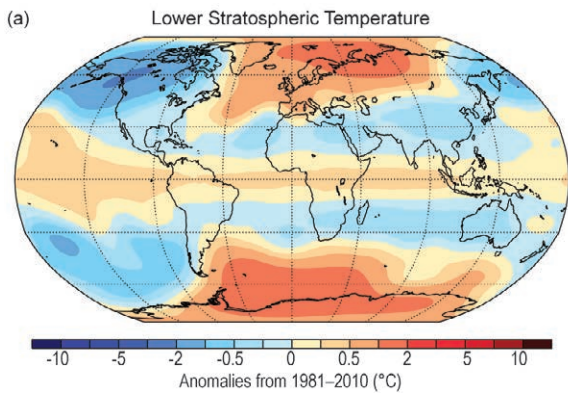 (a) Lower Stratospheric Temperature
-10 -5 -2 -0.5 0 0.5 2 5 10
Anomalies from 1981–2010 (°C)